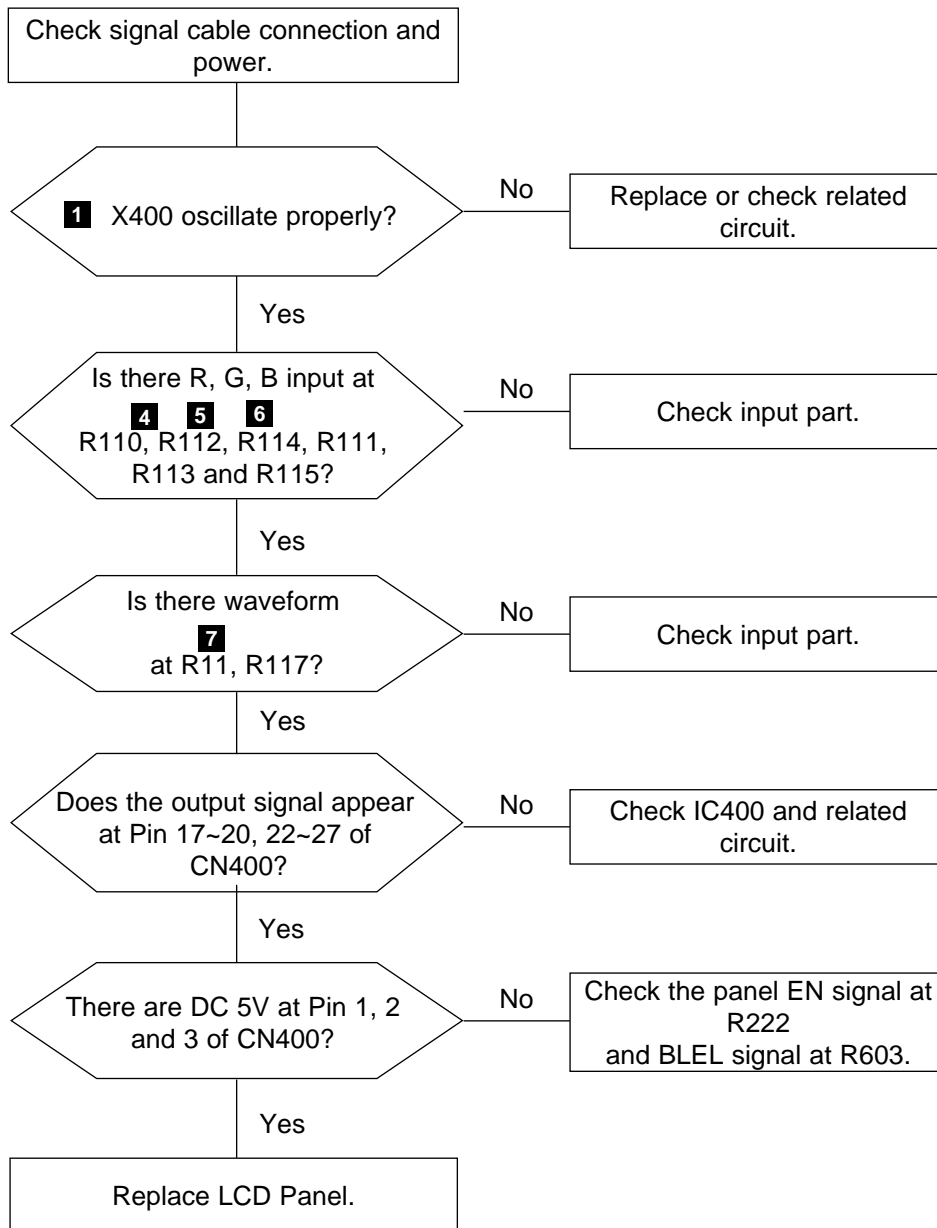 Check signal cable connection and
power.
1 X400 oscillate properly?
No
Replace or check related
circuit.
Yes
Is there R, G, B input at
4 5 6
R110, R112, R114, R111,
R113 and R115?
No
Check input part.
Yes
Is there waveform
7
at R11, R117?
No
Check input part.
Yes
Does the output signal appear
at Pin 17~20, 22~27 of
CN400?
No
Check IC400 and related
circuit.
Yes
There are DC 5V at Pin 1, 2
and 3 of CN400?
No
Check the panel EN signal at
R222
and BLEL signal at R603.
Yes
Replace LCD Panel.